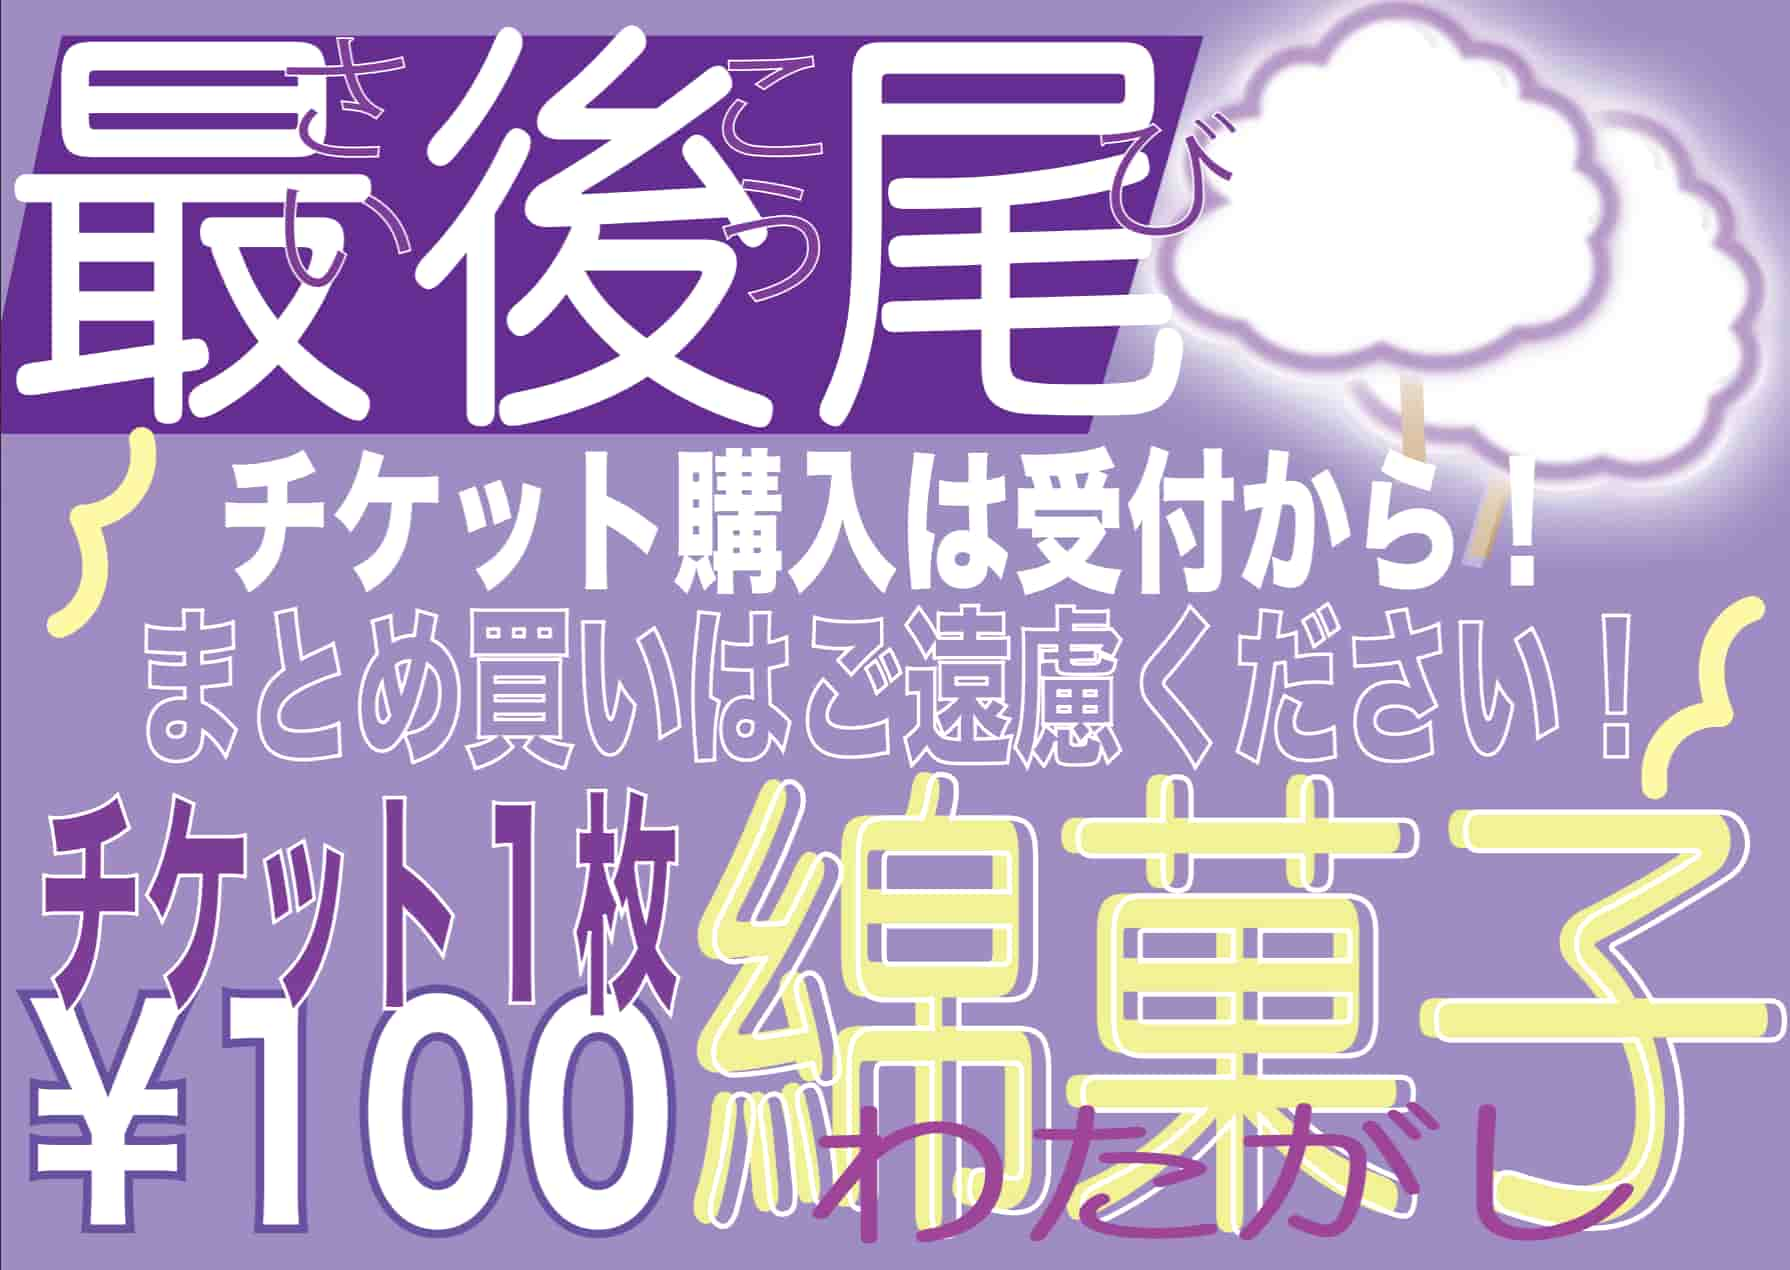 最後尾
さいこうび
チケット購入は受付から！
まとめ買いはご遠慮ください！
チケット1枚
¥100
綿菓子
わたがし